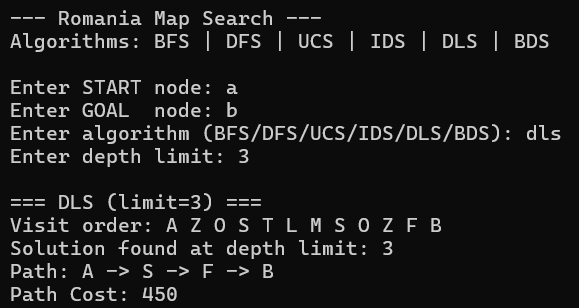 --- Romania Map Search ---
Algorithms: BFS | DFS | UCS | IDS | DLS | BDS
Enter START node: a
Enter GOAL  node: b
Enter algorithm (BFS/DFS/UCS/IDS/DLS/BDS): dls
Enter depth limit: 3
=== DLS (limit=3) ===
Visit order: A Z O S T L M S O Z F B
Solution found at depth limit: 3
Path: A -> S -> F -> B
Path Cost: 450